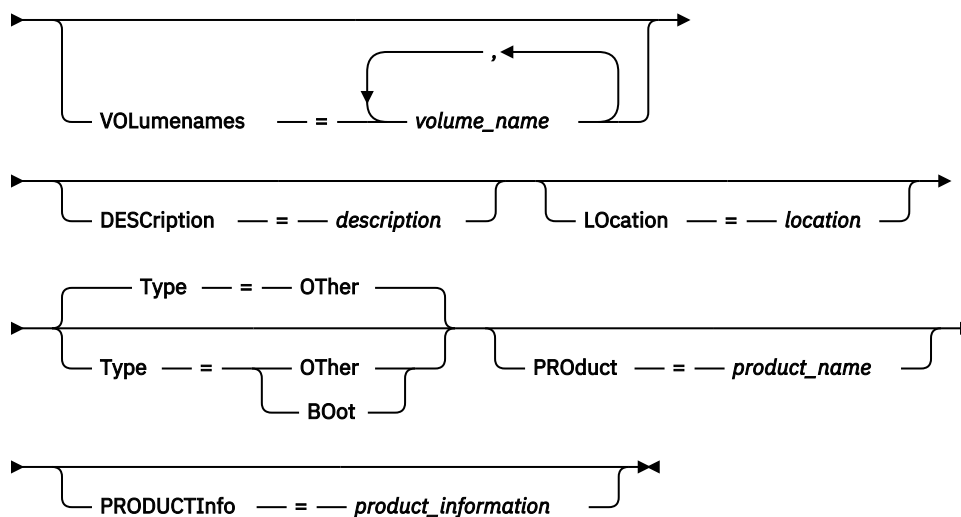 ,
VOLumenames = volume_name
DESCription = description LOcation = location
Type = OTher
Type = OTher PROduct = product_name
BOot
PRODUCTInfo = product_information